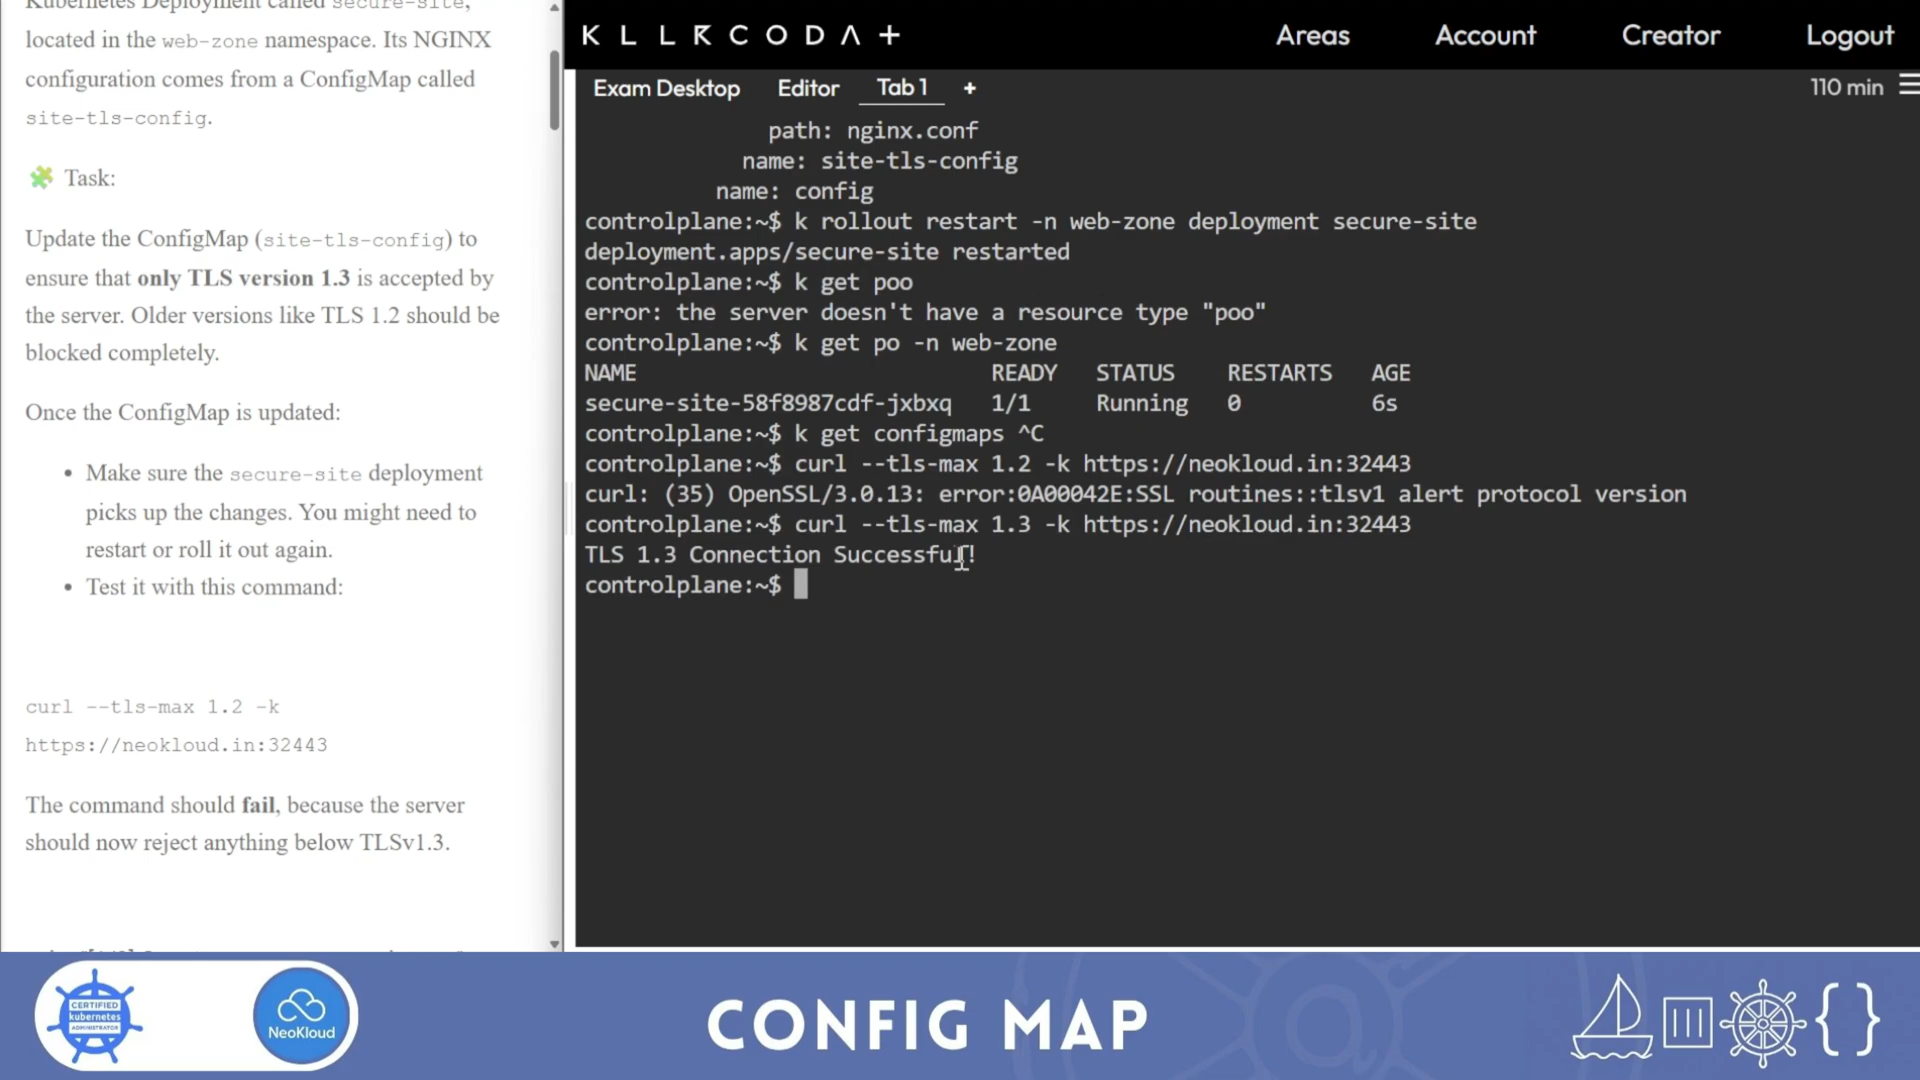 Kubernetes Deployment called secure-site,
located in the web-zone namespace. Its NGINX
configuration comes from a ConfigMap called
site-tls-config.
🧩 Task:
Update the ConfigMap (site-tls-config) to
ensure that only TLS version 1.3 is accepted by
the server. Older versions like TLS 1.2 should be
blocked completely.
Once the ConfigMap is updated:
• Make sure the secure-site deployment
picks up the changes. You might need to
restart or roll it out again.
• Test it with this command:
curl --tls-max 1.2 -k
https://neokloud.in:32443
The command should fail, because the server
should now reject anything below TLSv1.3.
KLLRCODA+
Areas Account Creator Logout
Exam Desktop Editor Tab 1 +
110 min
path: nginx.conf
name: site-tls-config
name: config
controlplane:~$ k rollout restart -n web-zone deployment secure-site
deployment.apps/secure-site restarted
controlplane:~$ k get poo
error: the server doesn't have a resource type "poo"
controlplane:~$ k get po -n web-zone
NAME READY STATUS RESTARTS AGE
secure-site-58f8987cdf-jxbxq 1/1 Running 0 6s
controlplane:~$ k get configmaps ^C
controlplane:~$ curl --tls-max 1.2 -k https://neokloud.in:32443
curl: (35) OpenSSL/3.0.13: error:0A00042E:SSL routines::tlsv1 alert protocol version
controlplane:~$ curl --tls-max 1.3 -k https://neokloud.in:32443
TLS 1.3 Connection Successful!
controlplane:~$
CERTIFIED
kubernetes
ADMINISTRATOR
NeoKloud
CONFIG MAP